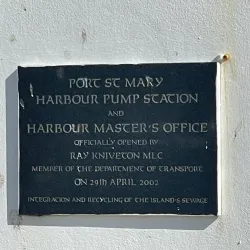 PORT ST MARY
HARBOUR PUMP STATION
AND
HARBOUR MASTER'S OFFICE
OFFICIALLY OPENED BY
RAY KNIVETON MLC
MEMBER OF THE DEPARTMENT OF TRANSPORT
ON 29TH APRIL 2002
INTEGRATION AND RECYCLING OF THE ISLAND'S SEWAGE